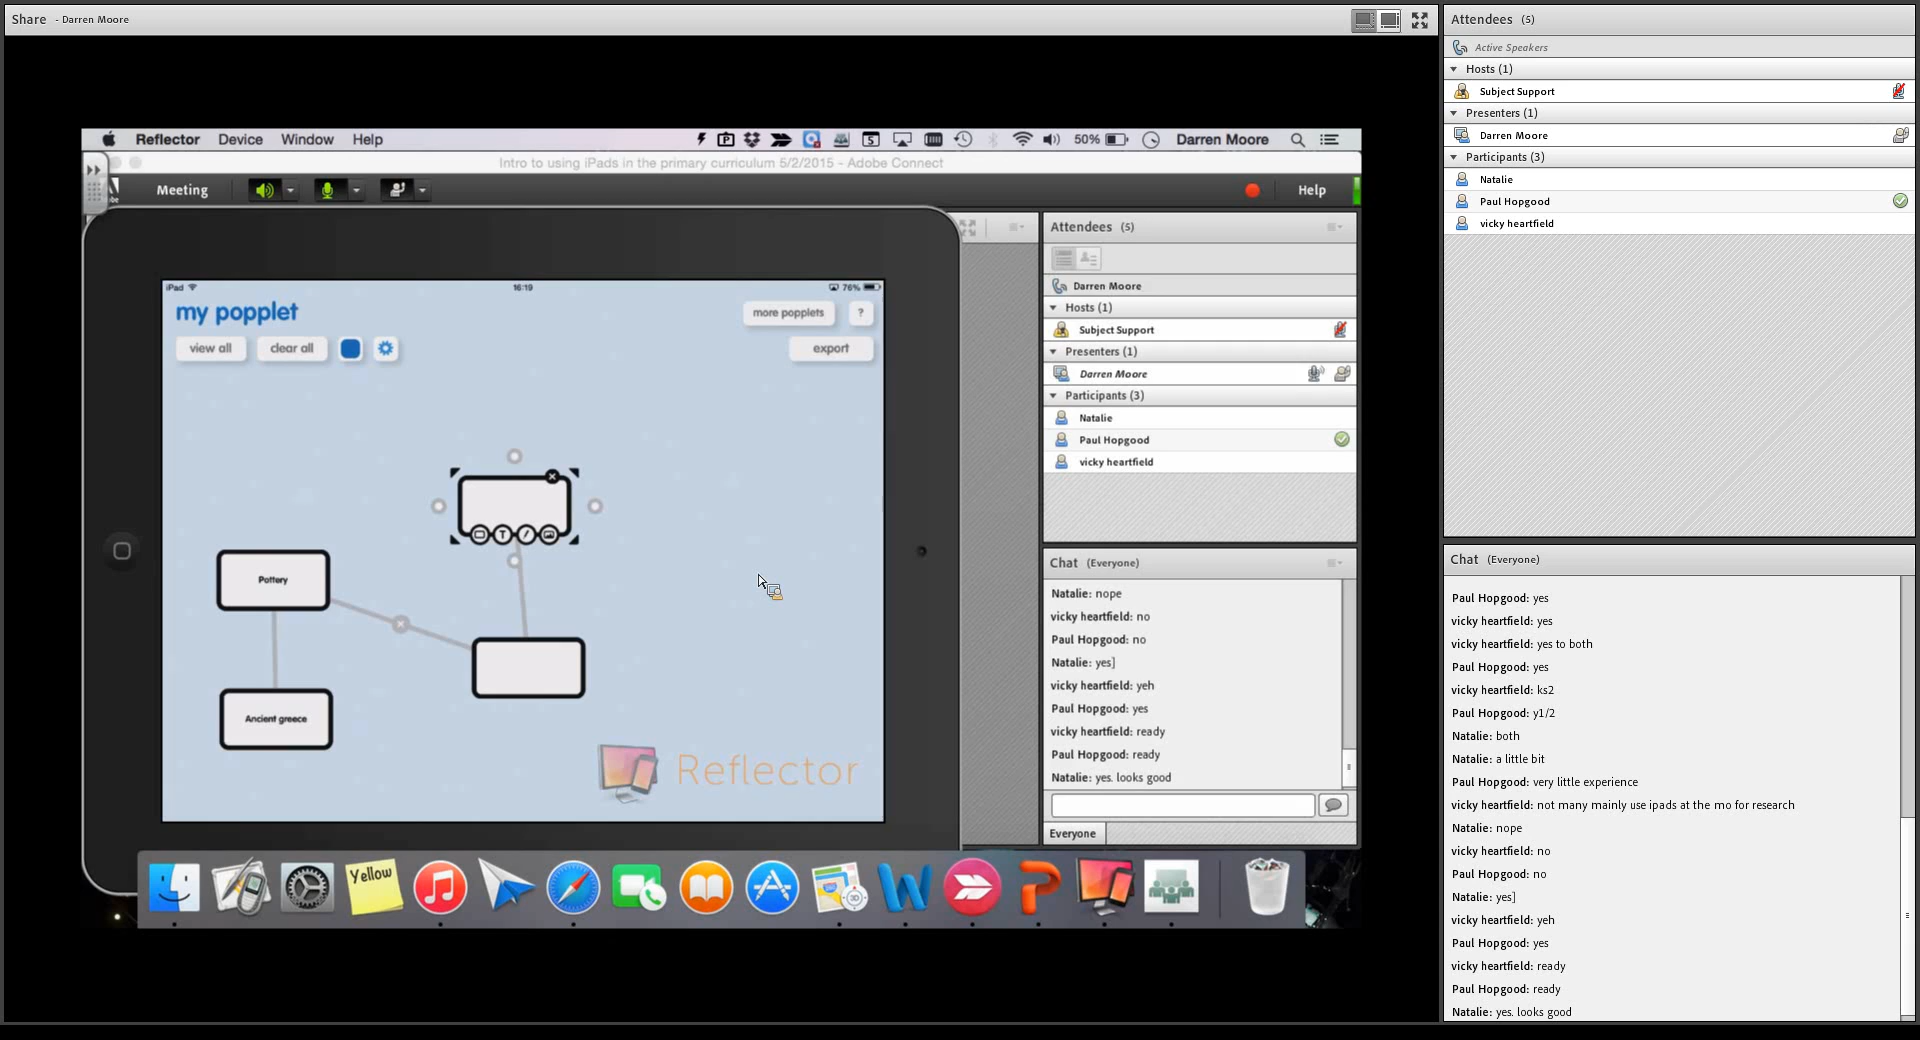 Share - Darren Moore
Reflector Device Window Help
5 50% Darren Moore
Intro to using iPads in the primary curriculum 5/2/2015 - Adobe Connect
Meeting
Help
iPad 16:19 76%
my popplet
more popplets ?
view all clear all export
Pottery
Ancient greece
Reflector
Attendees (5)
Darren Moore
Hosts (1)
Subject Support
Presenters (1)
Darren Moore
Participants (3)
Natalie
Paul Hopgood
vicky heartfield
Chat (Everyone)
Natalie: nope
vicky heartfield: no
Paul Hopgood: no
Natalie: yes]
vicky heartfield: yeh
Paul Hopgood: yes
vicky heartfield: ready
Paul Hopgood: ready
Natalie: yes. looks good
Everyone
Yellow
3D
Attendees (5)
Active Speakers
Hosts (1)
Subject Support
Presenters (1)
Darren Moore
Participants (3)
Natalie
Paul Hopgood
vicky heartfield
Chat (Everyone)
Paul Hopgood: yes
vicky heartfield: yes
vicky heartfield: yes to both
Paul Hopgood: yes
vicky heartfield: ks2
Paul Hopgood: y1/2
Natalie: both
Natalie: a little bit
Paul Hopgood: very little experience
vicky heartfield: not many mainly use ipads at the mo for research
Natalie: nope
vicky heartfield: no
Paul Hopgood: no
Natalie: yes]
vicky heartfield: yeh
Paul Hopgood: yes
vicky heartfield: ready
Paul Hopgood: ready
Natalie: yes. looks good